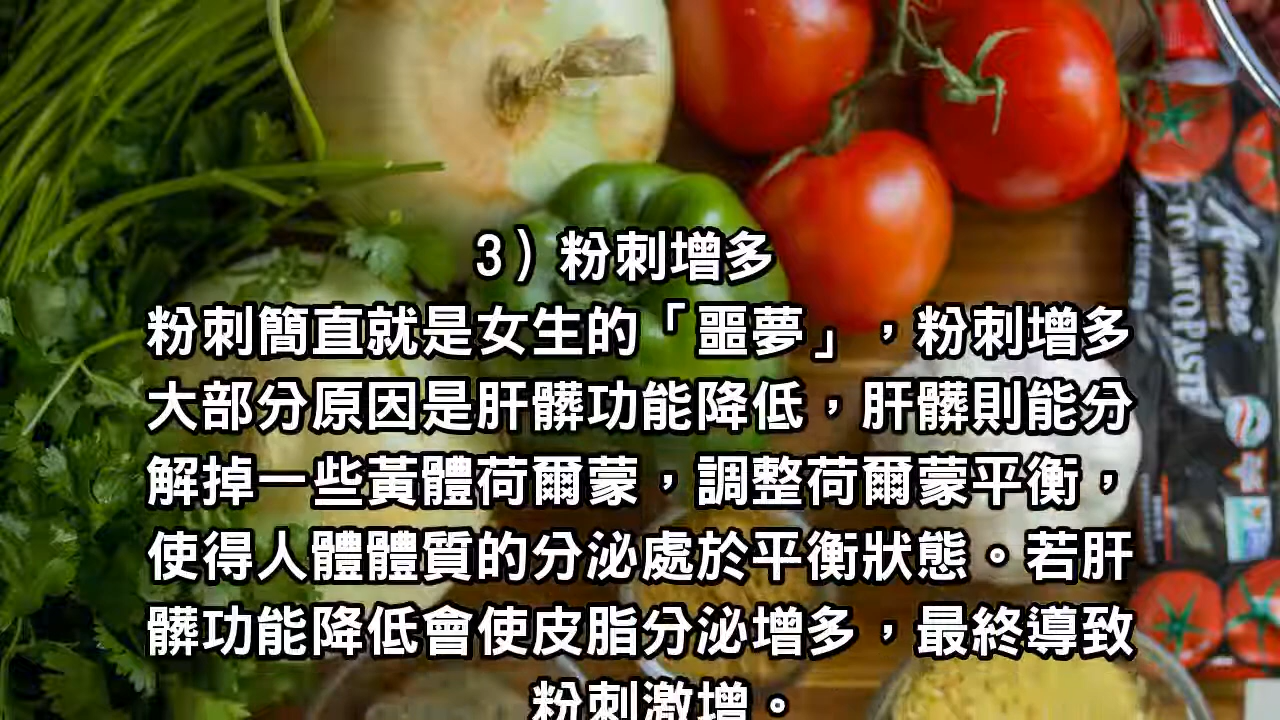 3）粉刺增多
粉刺簡直就是女生的「噩夢」，粉刺增多
大部分原因是肝髒功能降低，肝髒則能分
解掉一些黃體荷爾蒙，調整荷爾蒙平衡，
使得人體體質的分泌處於平衡狀態。若肝
髒功能降低會使皮脂分泌增多，最終導致
粉刺激增。
TOMATO PASTE